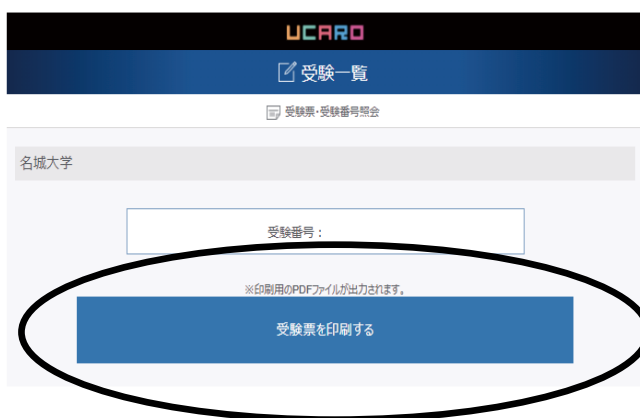 UCARO
受験一覧
受験票・受験番号照会
名城大学
受験番号：
※印刷用のPDFファイルが出力されます。
受験票を印刷する